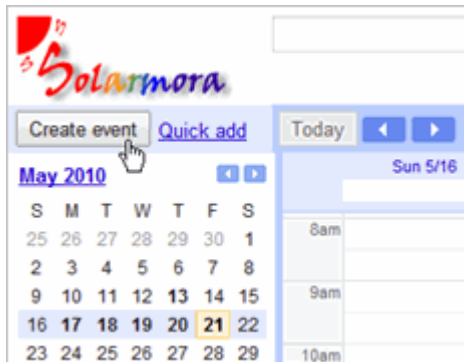 Solarmora
Create event Quick add Today
May 2010 Sun 5/16
S M T W T F S
25 26 27 28 29 30 1
2 3 4 5 6 7 8
9 10 11 12 13 14 15
16 17 18 19 20 21 22
23 24 25 26 27 28 29
8am
9am
10am